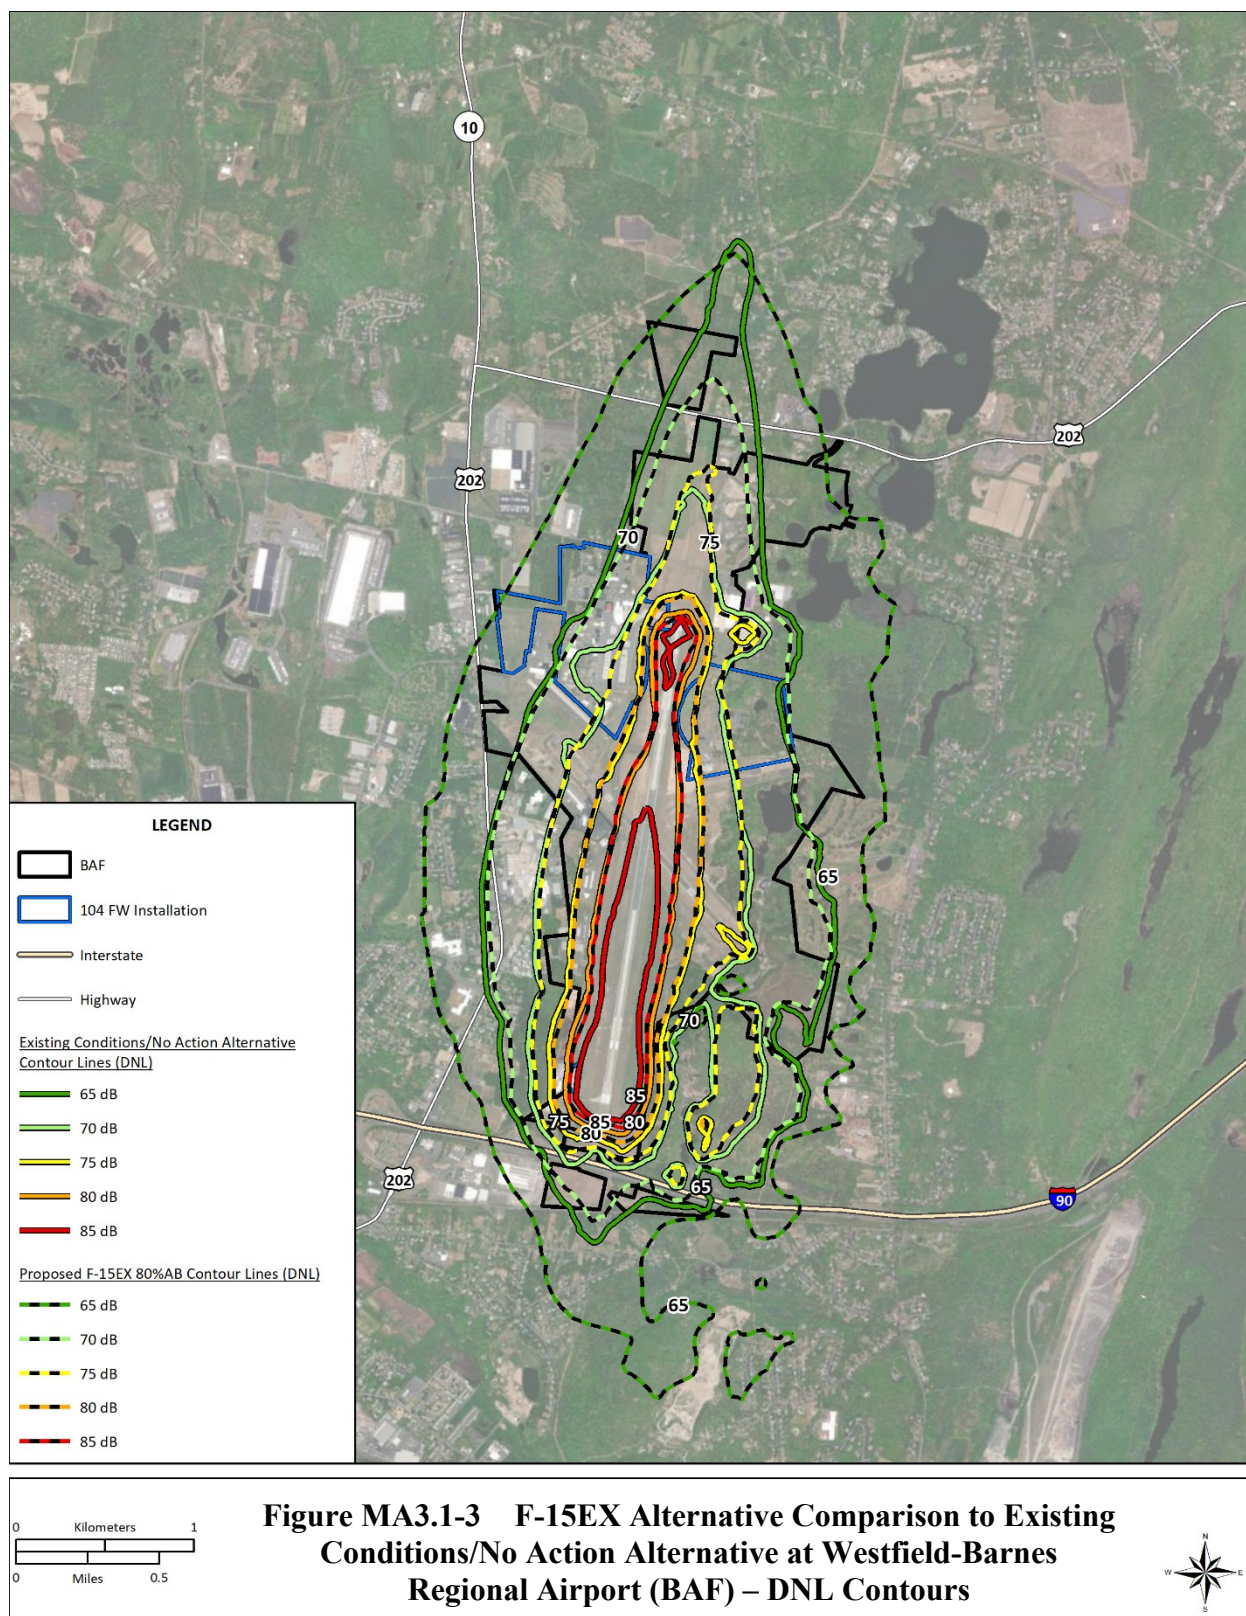 10
202
202
70
75
65
70
85
75
85
80
80
65
202
90
65
LEGEND
BAF
104 FW Installation
Interstate
Highway
Existing Conditions/No Action Alternative
Contour Lines (DNL)
65 dB
70 dB
75 dB
80 dB
85 dB
Proposed F-15EX 80%AB Contour Lines (DNL)
65 dB
70 dB
75 dB
80 dB
85 dB
0 Kilometers 1
0 Miles 0.5
Figure MA3.1-3 F-15EX Alternative Comparison to Existing
Conditions/No Action Alternative at Westfield-Barnes
Regional Airport (BAF) – DNL Contours
N
W E
S